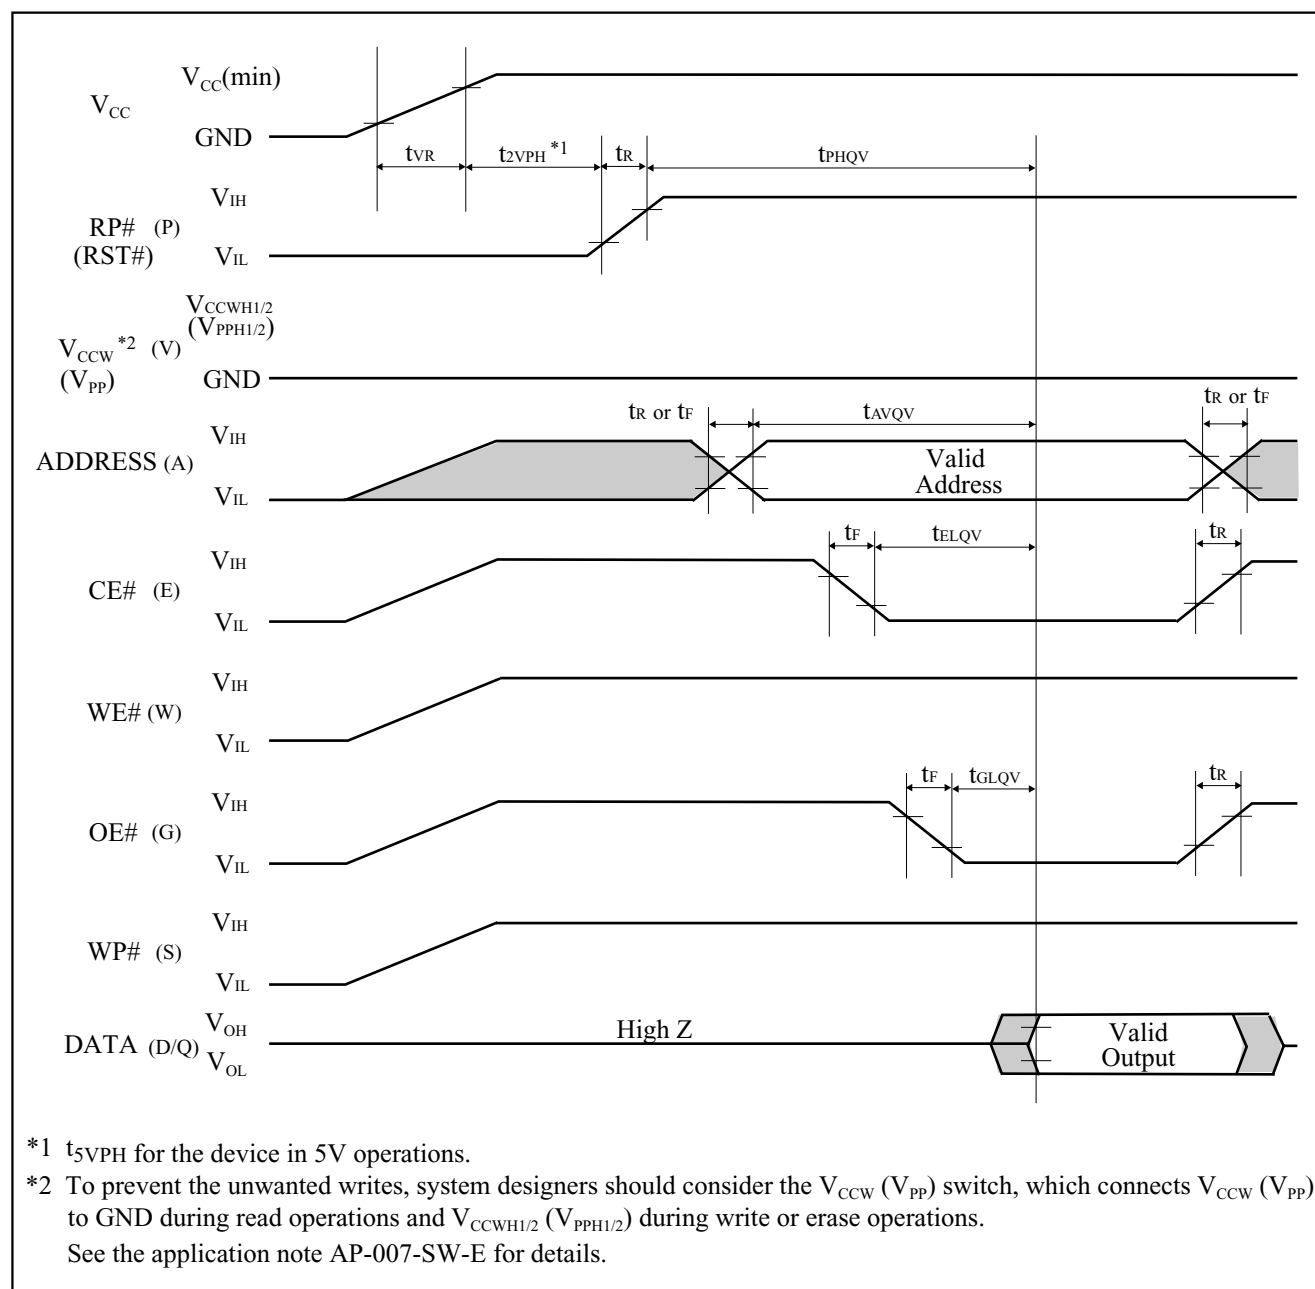 VCC(min)
VCC
GND
tVR
t2VPH *1
tR
tPHQV
VIH
RP# (P)
(RST#)
VIL
VCCWH1/2
(VPPH1/2)
VCCW *2 (V)
(VPP)
GND
tR or tF
tAVQV
tR or tF
VIH
ADDRESS (A)
Valid
Address
VIL
tF
tELQV
tR
VIH
CE# (E)
VIL
VIH
WE# (W)
VIL
tF
tGLQV
tR
VIH
OE# (G)
VIL
VIH
WP# (S)
VIL
VOH
High Z
Valid
Output
DATA (D/Q)
VOL
*1 t5VPH for the device in 5V operations.
*2 To prevent the unwanted writes, system designers should consider the VCCW (VPP) switch, which connects VCCW (VPP)
to GND during read operations and VCCWH1/2 (VPPH1/2) during write or erase operations.
See the application note AP-007-SW-E for details.